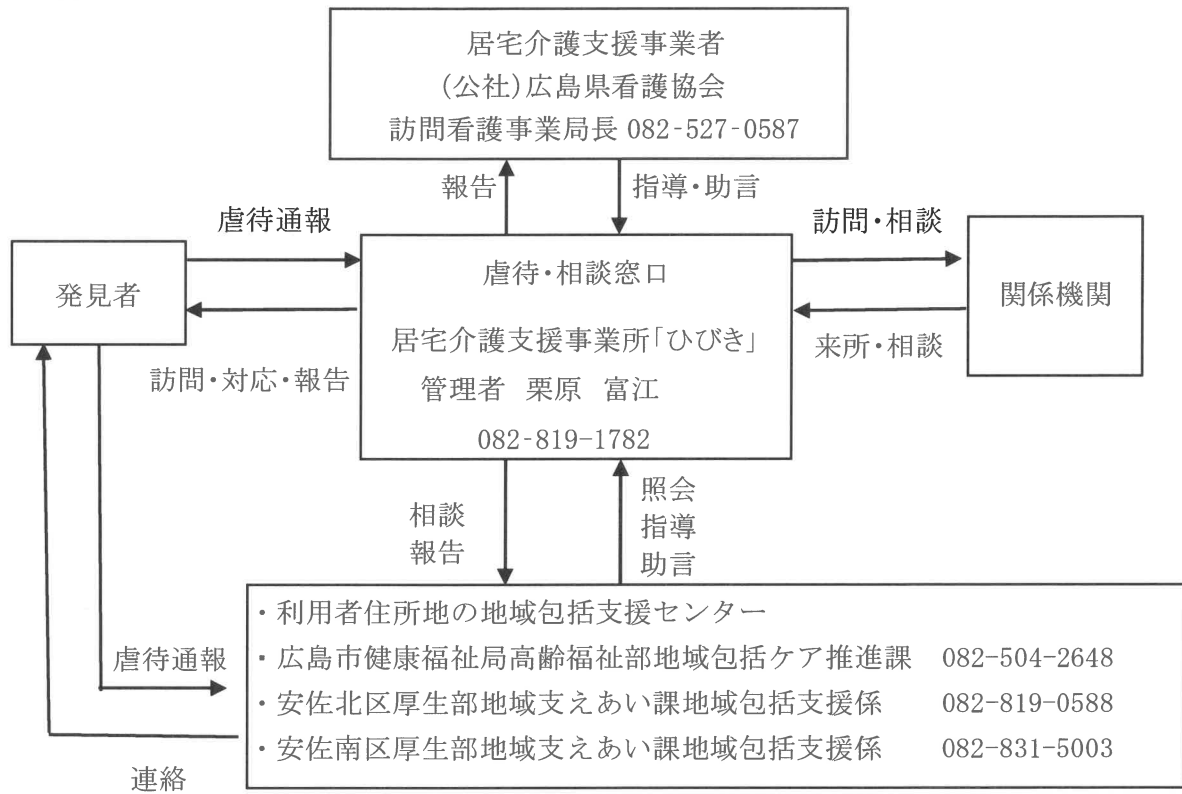 居宅介護支援事業者
(公社)広島県看護協会
訪問看護事業局長 082-527-0587
報告
指導・助言
虐待通報
訪問・相談
発見者
虐待・相談窓口
関係機関
居宅介護支援事業所「ひびき」
来所・相談
訪問・対応・報告
管理者 栗原 富江
082-819-1782
相談
報告
照会
指導
助言
・利用者住所地の地域包括支援センター
虐待通報
・広島市健康福祉局高齢福祉部地域包括ケア推進課 082-504-2648
・安佐北区厚生部地域支えあい課地域包括支援係 082-819-0588
・安佐南区厚生部地域支えあい課地域包括支援係 082-831-5003
連絡